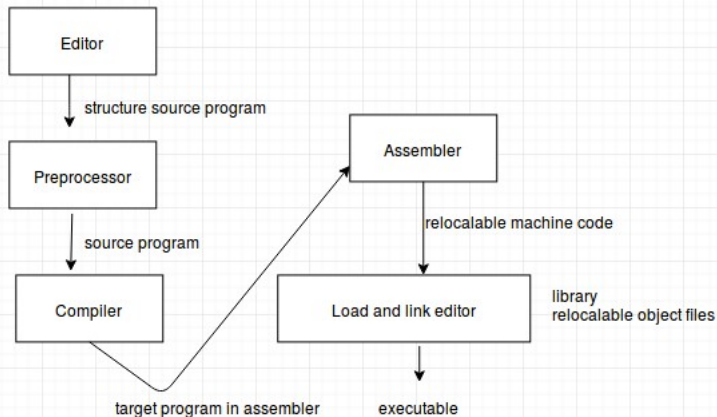 Editor
structure source program
Preprocessor
source program
Compiler
target program in assembler
Assembler
relocalable machine code
Load and link editor
library
relocalable object files
executable